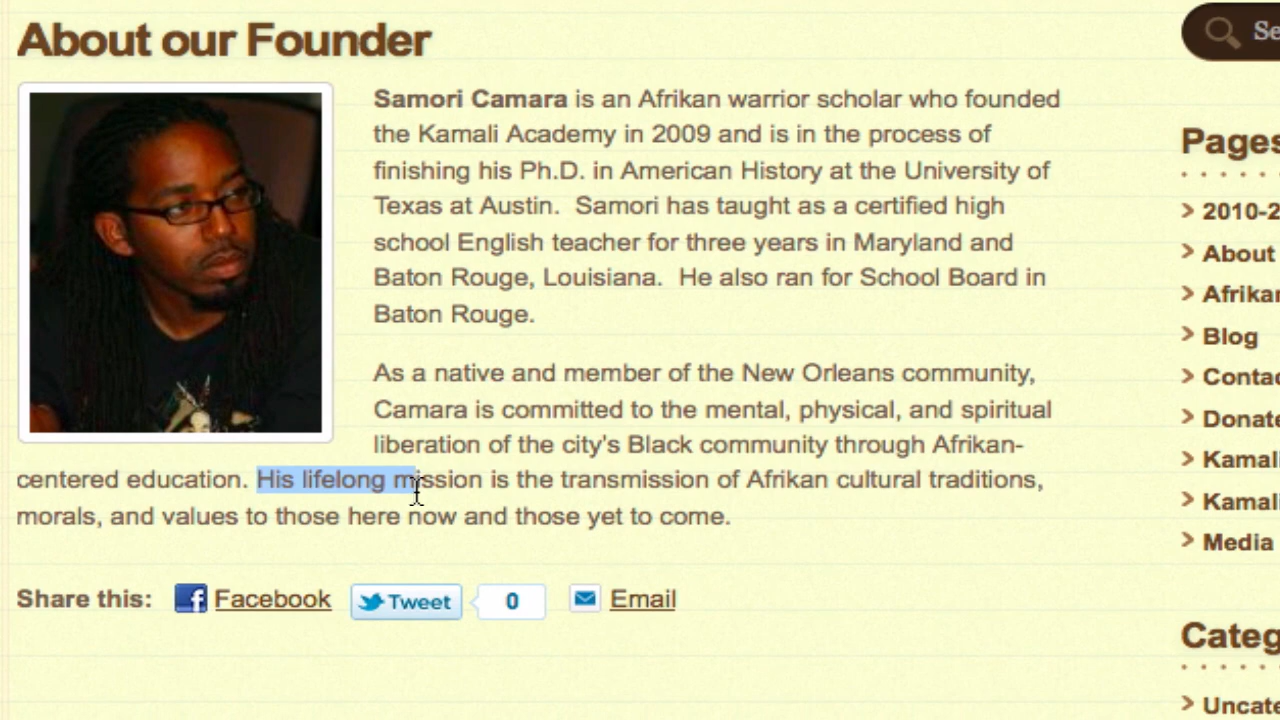 About our Founder
Samori Camara is an Afrikan warrior scholar who founded
the Kamali Academy in 2009 and is in the process of
finishing his Ph.D. in American History at the University of
Texas at Austin.  Samori has taught as a certified high
school English teacher for three years in Maryland and
Baton Rouge, Louisiana.  He also ran for School Board in
Baton Rouge.
As a native and member of the New Orleans community,
Camara is committed to the mental, physical, and spiritual
liberation of the city's Black community through Afrikan-
centered education. His lifelong mission is the transmission of Afrikan cultural traditions,
morals, and values to those here now and those yet to come.
Share this: Facebook Tweet 0 Email
Se
Pages
> 2010-2
> About
> Afrikan
> Blog
> Contac
> Donate
> Kamali
> Kamali
> Media
Categ
> Uncate